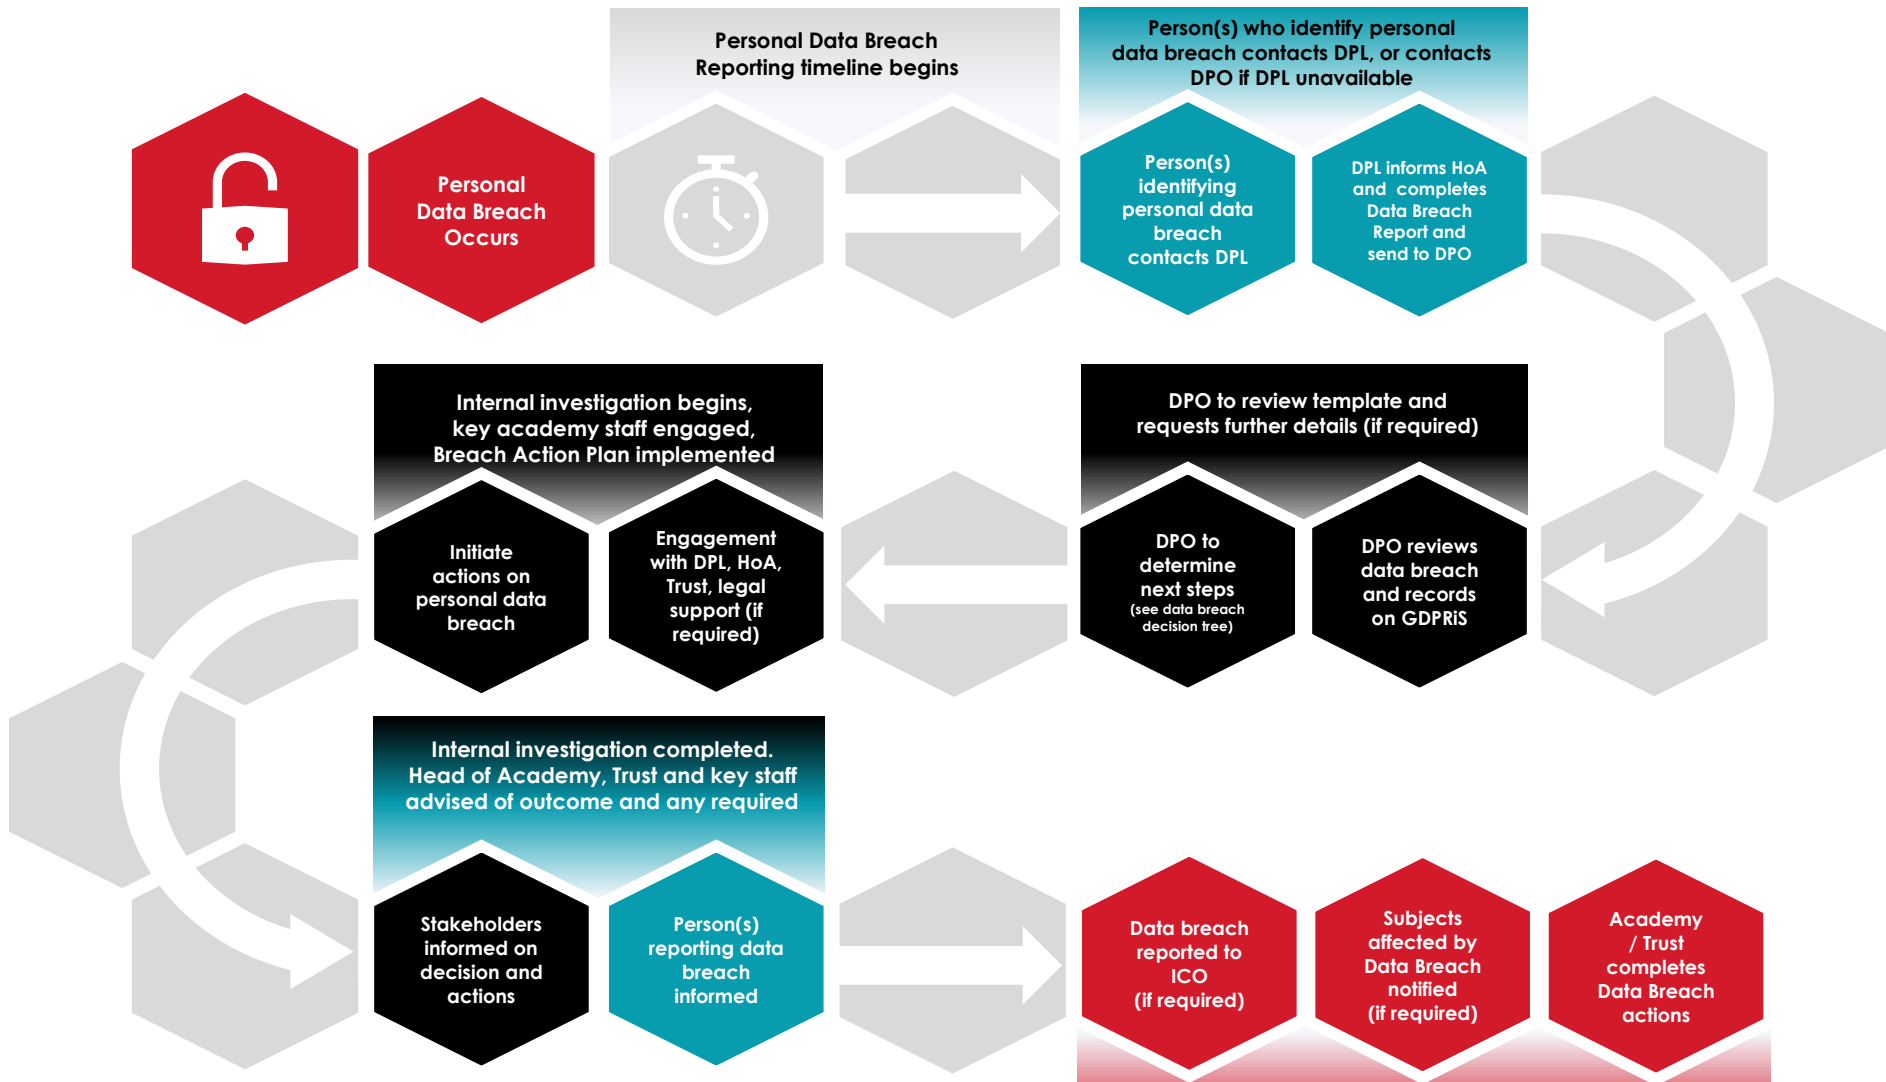 Personal Data Breach
Reporting timeline begins
Person(s) who identify personal
data breach contacts DPL, or contacts
DPO if DPL unavailable
Personal
Data Breach
Occurs
Person(s)
identifying
personal data
breach
contacts DPL
DPL informs HoA
and completes
Data Breach
Report and
send to DPO
DPO to review template and
requests further details (if required)
DPO reviews
data breach
and records
on GDPRiS
DPO to
determine
next steps
(see data breach
decision tree)
Internal investigation begins,
key academy staff engaged,
Breach Action Plan implemented
Engagement
with DPL, HoA,
Trust, legal
support (if
required)
Initiate
actions on
personal data
breach
Internal investigation completed.
Head of Academy, Trust and key staff
advised of outcome and any required
Stakeholders
informed on
decision and
actions
Person(s)
reporting data
breach
informed
Data breach
reported to
ICO
(if required)
Subjects
affected by
Data Breach
notified
(if required)
Academy
/ Trust
completes
Data Breach
actions